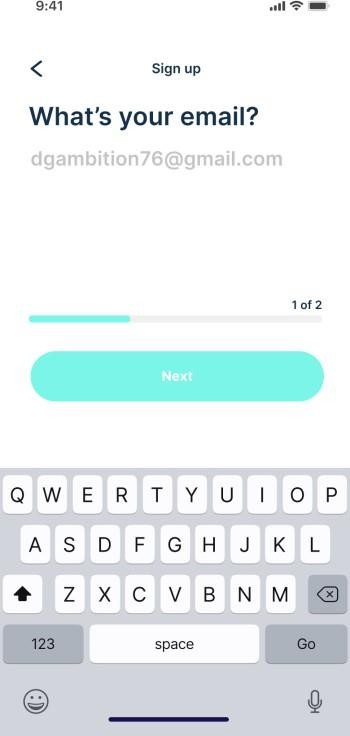 9:41
Sign up
What’s your email?
dgambition76@gmail.com
1 of 2
Next
Q W E R T Y U I O P
A S D F G H J K L
Z X C V B N M
123 space Go